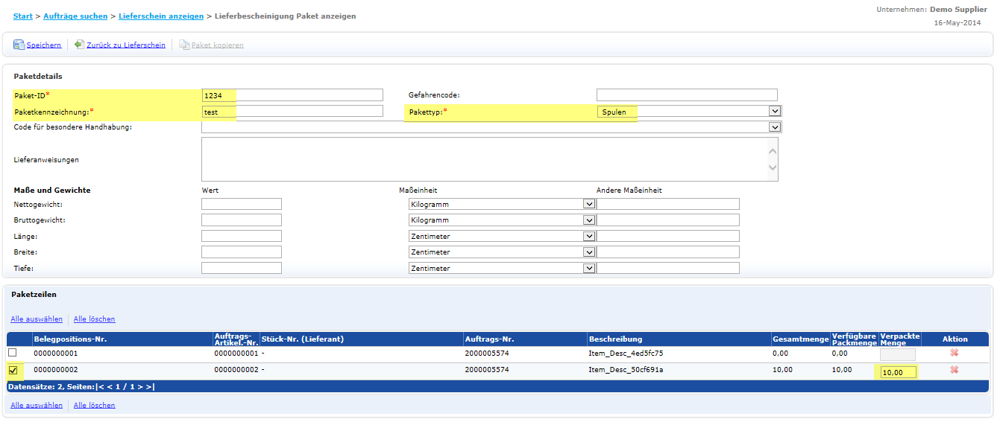 Start > Aufträge suchen > Lieferschein anzeigen > Lieferbescheinigung Paket anzeigen
Unternehmen: Demo Supplier
16-May-2014
Speichern Zurück zu Lieferschein Paket kopieren
Paketdetails
Paket-ID* 1234 Gefahrencode:
Paketkennzeichnung:* test Pakettyp:* Spulen
Code für besondere Handhabung:
Lieferanweisungen
Maße und Gewichte Wert Maßeinheit Andere Maßeinheit
Nettogewicht: Kilogramm
Bruttogewicht: Kilogramm
Länge: Zentimeter
Breite: Zentimeter
Tiefe: Zentimeter
Paketzeilen
Alle auswählen Alle löschen
Belegpositions-Nr. Auftrags-Artikel.-Nr. Stück-Nr. (Lieferant) Auftrags-Nr. Beschreibung Gesamtmenge Verfügbare Packmenge Verpackte Menge Aktion
0000000001 0000000001 - 2000005574 Item_Desc_4ed5fc75 0,00 0,00
0000000002 0000000002 - 2000005574 Item_Desc_50cf691a 10,00 10,00 10,00
Datensätze: 2, Seiten:|< < 1 / 1 > >|
Alle auswählen Alle löschen